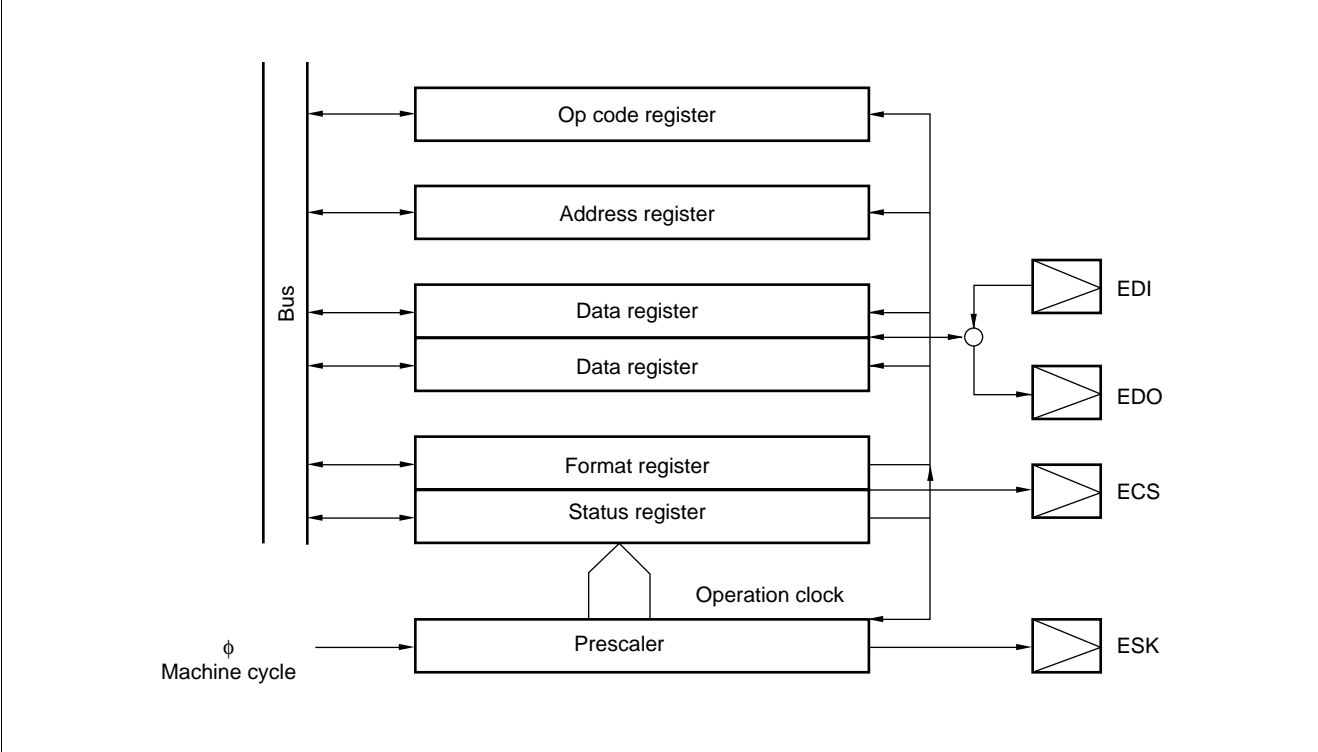 Op code register
Address register
Bus
Data register
EDI
Data register
EDO
Format register
ECS
Status register
Operation clock
Prescaler
ESK
ϕ
Machine cycle